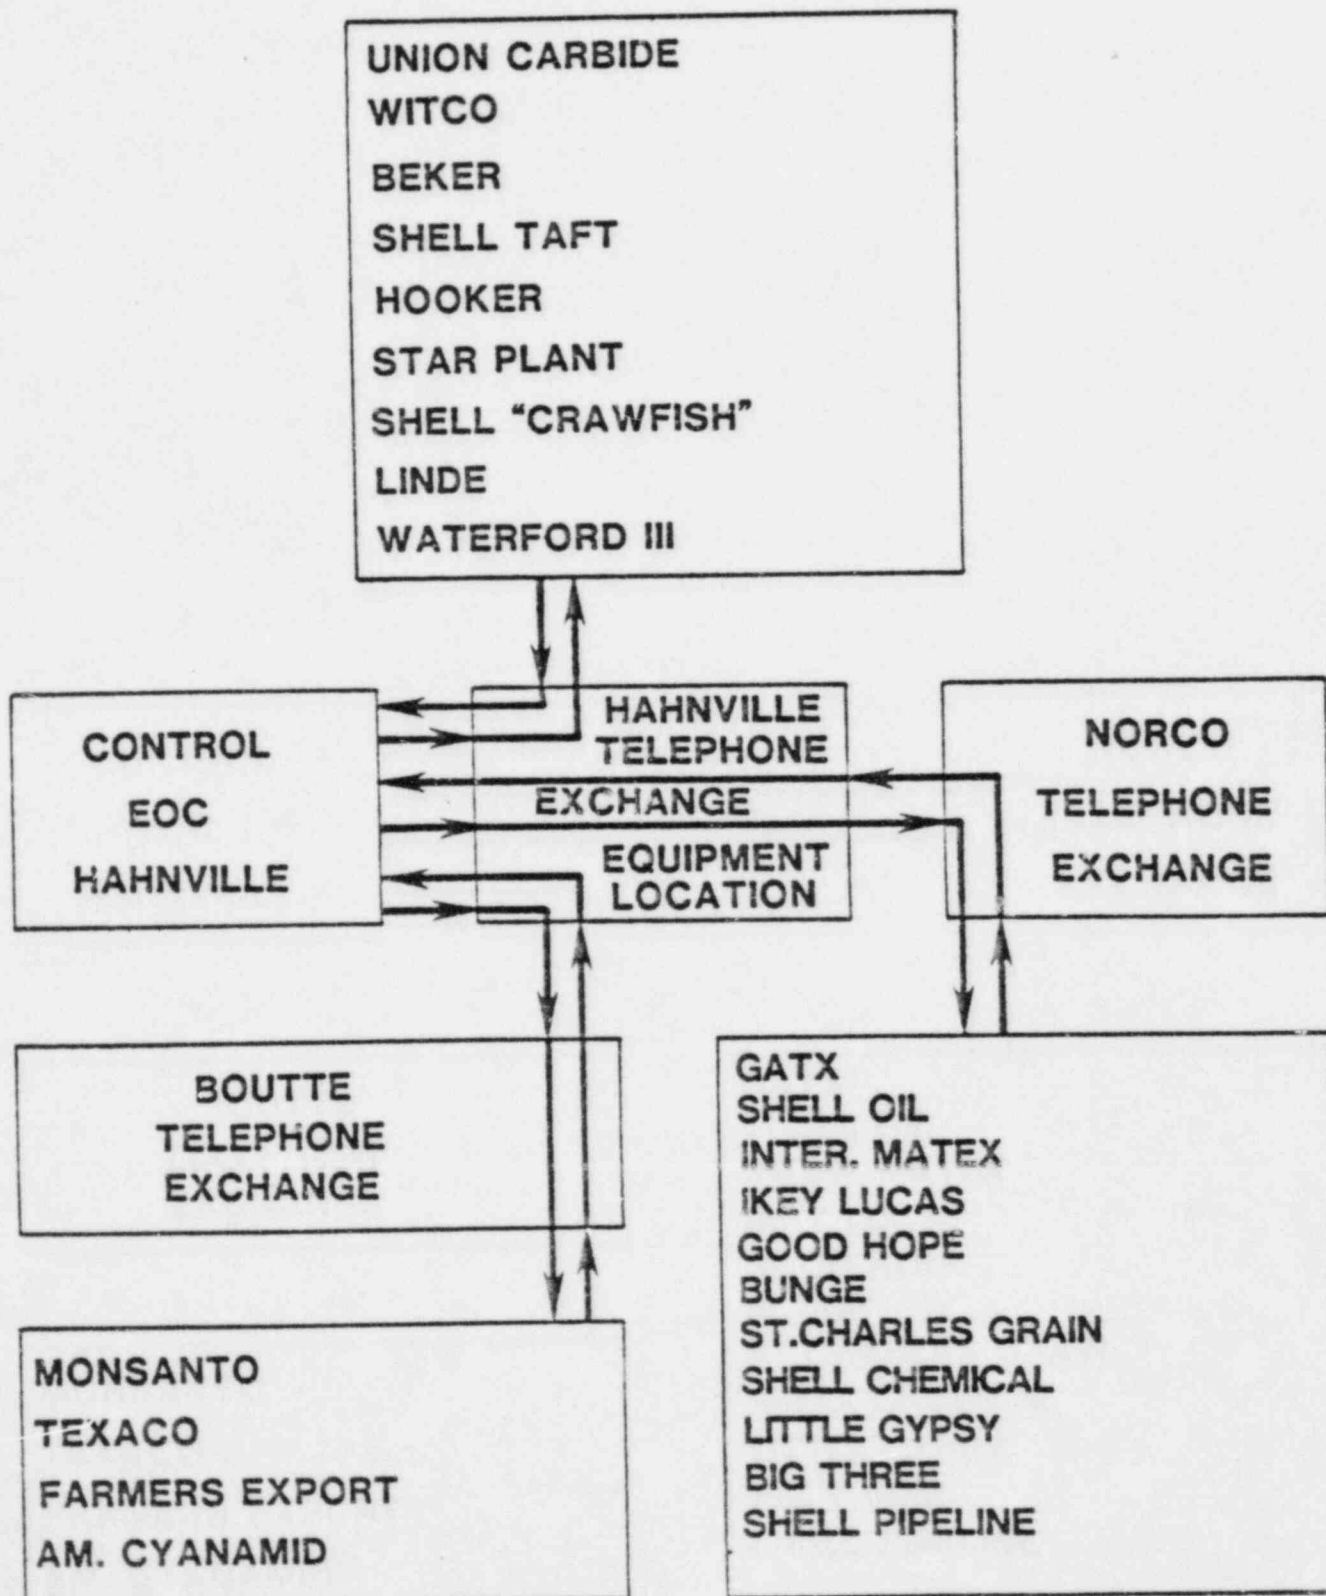 UNION CARBIDE
WITCO
BEKER
SHELL TAFT
HOOKER
STAR PLANT
SHELL “CRAWFISH”
LINDE
WATERFORD III
CONTROL
EOC
HAHNVILLE
HAHNVILLE
TELEPHONE
EXCHANGE
EQUIPMENT
LOCATION
NORCO
TELEPHONE
EXCHANGE
BOUTTE
TELEPHONE
EXCHANGE
MONSANTO
TEXACO
FARMERS EXPORT
AM. CYANAMID
GATX
SHELL OIL
INTER. MATEX
IKEY LUCAS
GOOD HOPE
BUNGE
ST.CHARLES GRAIN
SHELL CHEMICAL
LITTLE GYPSY
BIG THREE
SHELL PIPELINE